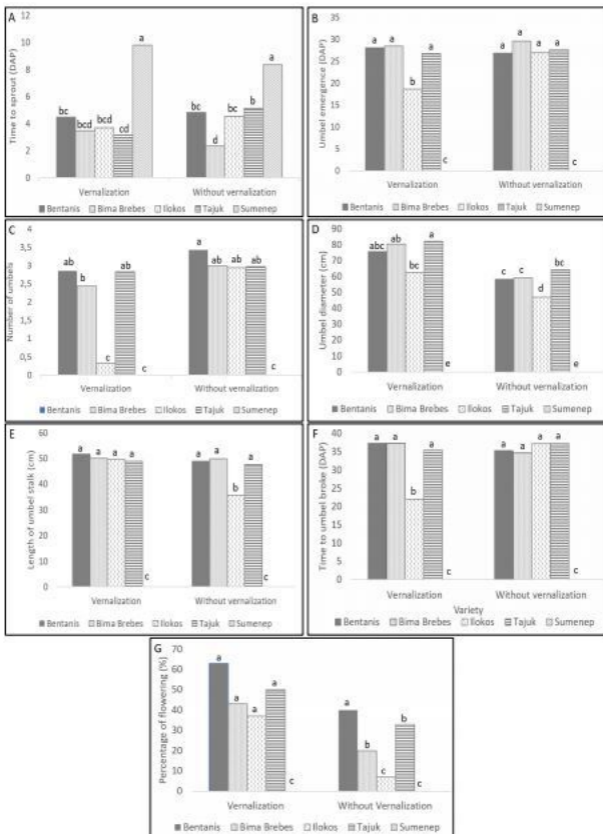 A
Time to sprout (DAP)
12
10
8
6
4
2
0
bc
bcd
bcd
cd
a
bc
d
bc
b
a
Vernalization
Without vernalization
Bentanis
Bima Brebes
Ilokos
Tajuk
Sumenep
B
Umbel emergence (DAP)
35
30
25
20
15
10
5
0
a
a
b
a
c
a
a
a
a
c
Vernalization
Without vernalization
Bentanis
Bima Brebes
Ilokos
Tajuk
Sumenep
C
Number of umbels
4
3,5
3
2,5
2
1,5
1
0,5
0
ab
b
c
ab
c
a
ab
ab
ab
c
Vernalization
Without vernalization
Bentanis
Bima Brebes
Ilokos
Tajuk
Sumenep
D
Umbel diameter (cm)
90
80
70
60
50
40
30
20
10
0
abc
ab
bc
a
e
c
c
d
bc
e
Vernalization
Without vernalization
Bentanis
Bima Brebes
Ilokos
Tajuk
Sumenep
E
Length of umbel stalk (cm)
60
50
40
30
20
10
0
a
a
a
a
c
a
a
b
a
c
Vernalization
Without vernalization
Bentanis
Bima Brebes
Ilokos
Tajuk
Sumenep
F
Time to umbel broke (DAP)
40
35
30
25
20
15
10
5
0
a
a
b
a
c
a
a
a
a
c
Vernalization
Without vernalization
Variety
Bentanis
Bima Brebes
Ilokos
Tajuk
Sumenep
G
Percentage of flowering (%)
70
60
50
40
30
20
10
0
a
a
a
a
c
a
b
c
b
c
Vernalization
Without Vernalization
Bentanis
Bima Brebes
Ilokos
Tajuk
Sumenep